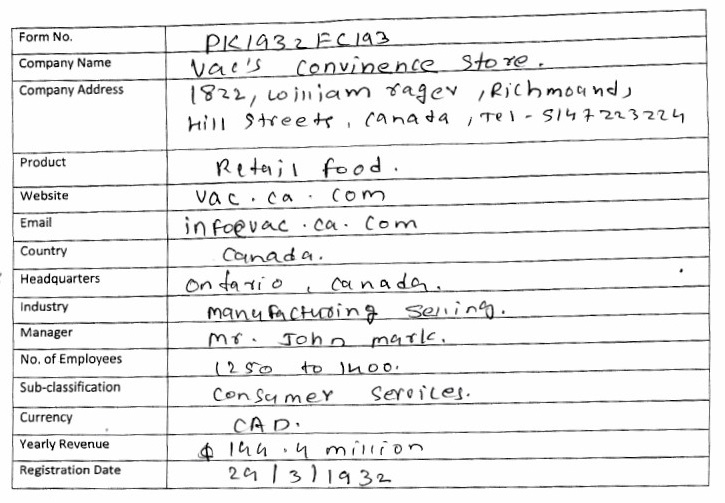 Form No. PK1932FC193
Company Name Vac's convinence store.
Company Address 1822, william rager, Richmoand,
Hill streets, canada, Tel - 5147223224
Product Retail food.
Website vac.ca.com
Email info@vac.ca.com
Country Canada.
Headquarters ontario, canada.
Industry manufacturing selling.
Manager mr. John mark.
No. of Employees 1250 to 1400.
Sub-classification Consumer services.
Currency CAD.
Yearly Revenue $ 144.4 million
Registration Date 29/3/1932